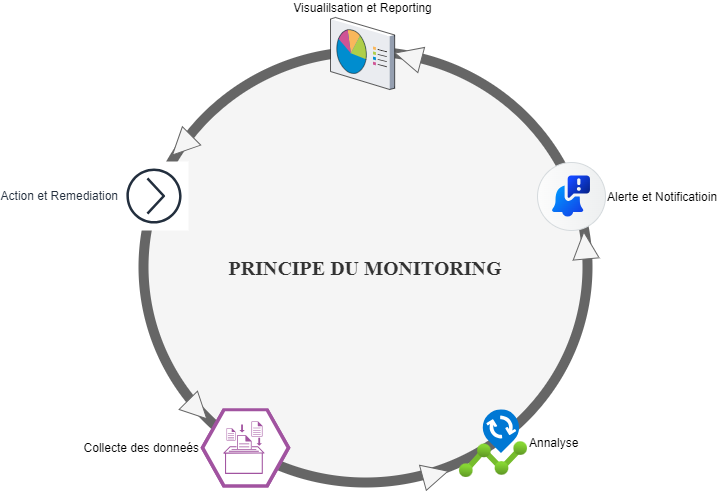 Visualilsation et Reporting
Action et Remediation
Alerte et Notificatioin
PRINCIPE DU MONITORING
Collecte des donneés
Annalyse